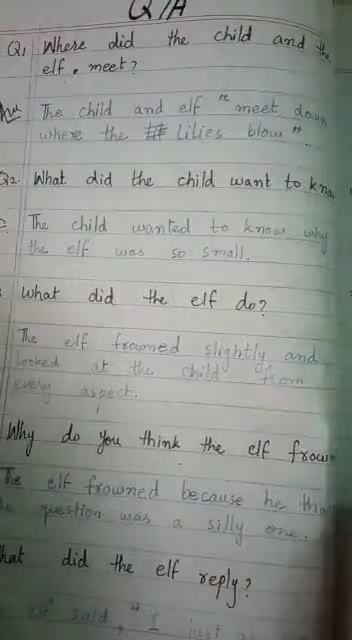 Q/A
Q1 Where did the child and the
elf. meet?
Ans The child and elf "meet down
where the Lilies blow"
Q2. What did the child want to
The child wanted to know why
the elf was so small.
What did the elf do?
The elf frowned slightly and
looked at the child from
every aspect.
Why do you think the elf frown
The elf frowned because he
question was a silly one.
hat did the elf reply?
said, "I just